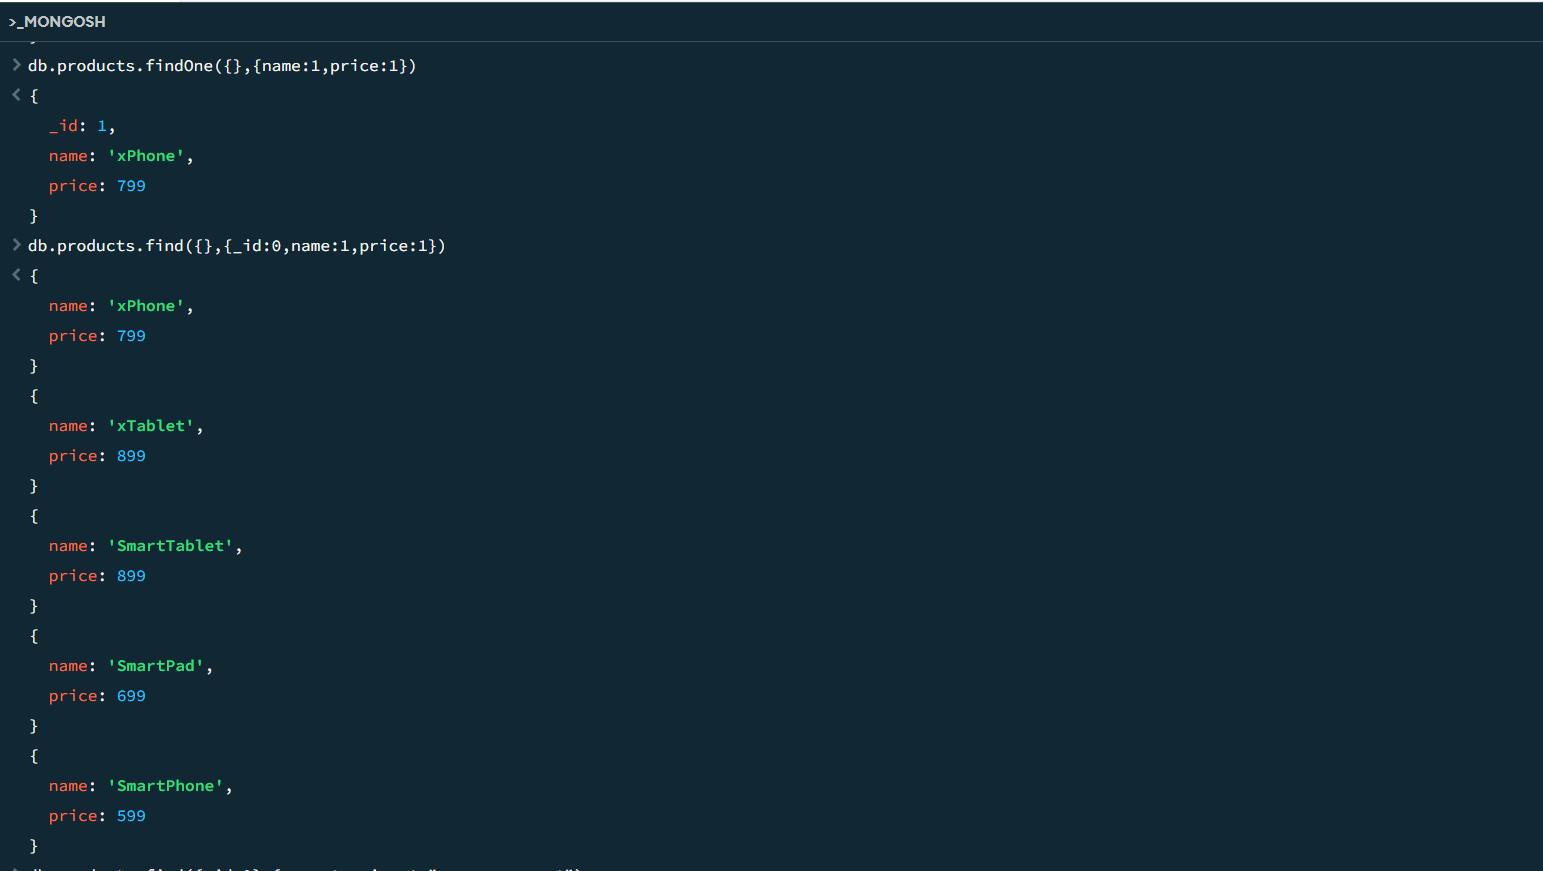 >_MONGOSH
}
> db.products.findOne({},{name:1,price:1})
< {
_id: 1,
name: 'xPhone',
price: 799
}
> db.products.find({},{_id:0,name:1,price:1})
< {
name: 'xPhone',
price: 799
}
{
name: 'xTablet',
price: 899
}
{
name: 'SmartTablet',
price: 899
}
{
name: 'SmartPad',
price: 699
}
{
name: 'SmartPhone',
price: 599
}